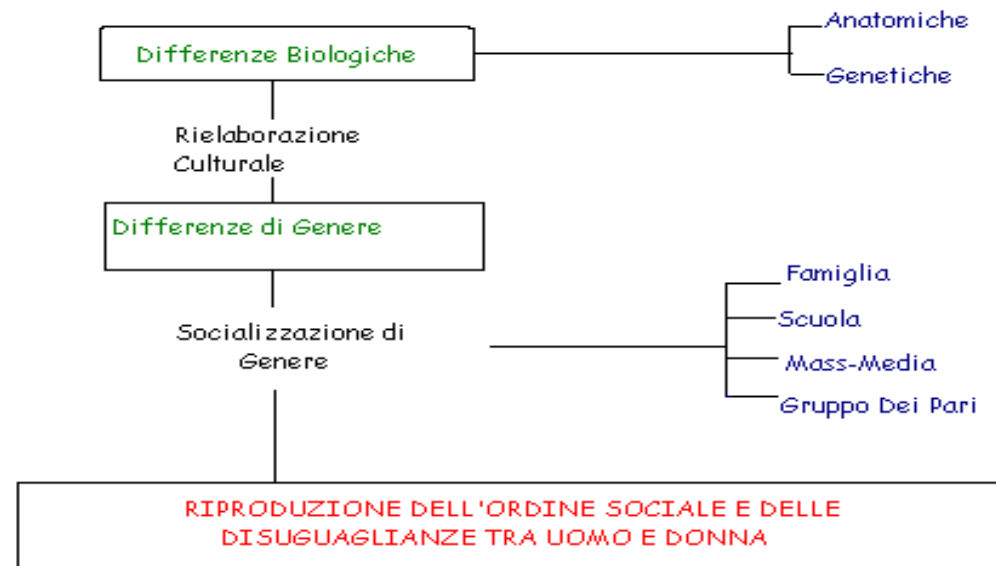 Anatomiche
Differenze Biologiche
Genetiche
Rielaborazione
Culturale
Differenze di Genere
Famiglia
Scuola
Socializzazione di
Genere
Mass-Media
Gruppo Dei Pari
RIPRODUZIONE DELL'ORDINE SOCIALE E DELLE
DISUGUAGLIANZE TRA UOMO E DONNA